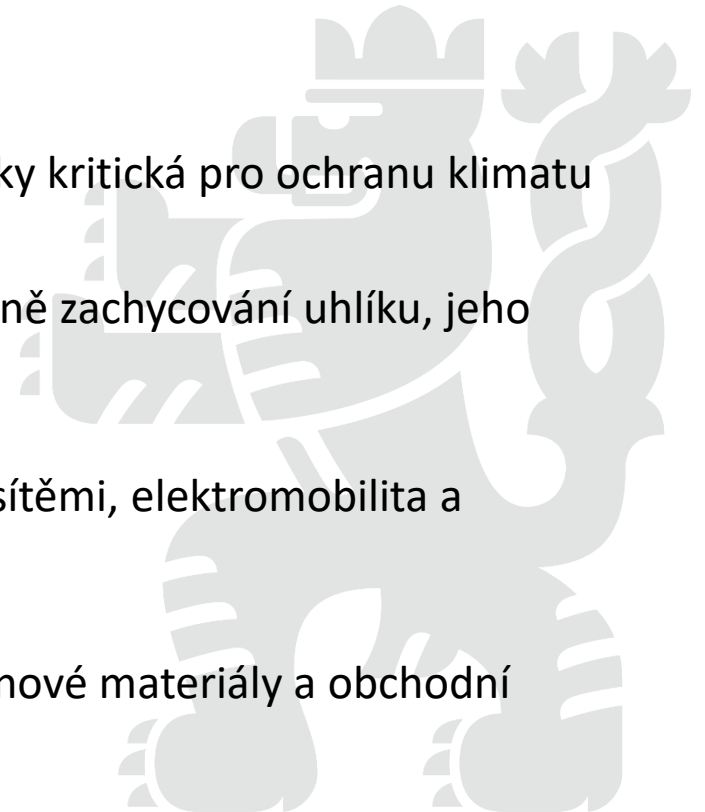 ky kritická pro ochranu klimatu
ně zachycování uhlíku, jeho
sítěmi, elektromobilita a
nové materiály a obchodní